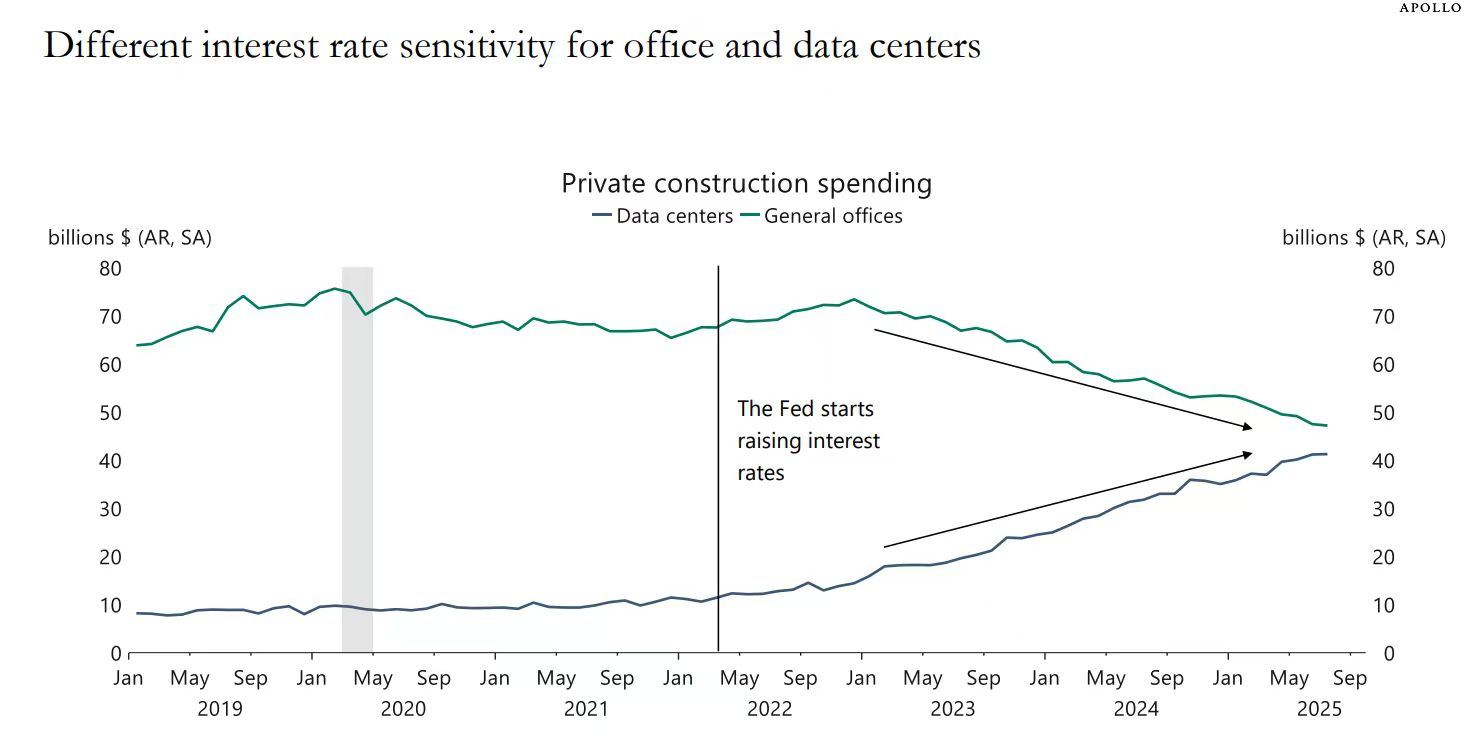 APOLLO
Different interest rate sensitivity for office and data centers
Private construction spending
Data centers General offices
billions $ (AR, SA) billions $ (AR, SA)
80 80
70 70
60 60
50 50
The Fed starts
raising interest
rates
40 40
30 30
20 20
10 10
0 0
Jan May Sep Jan May Sep Jan May Sep Jan May Sep Jan May Sep Jan May Sep Jan May Sep
2019 2020 2021 2022 2023 2024 2025